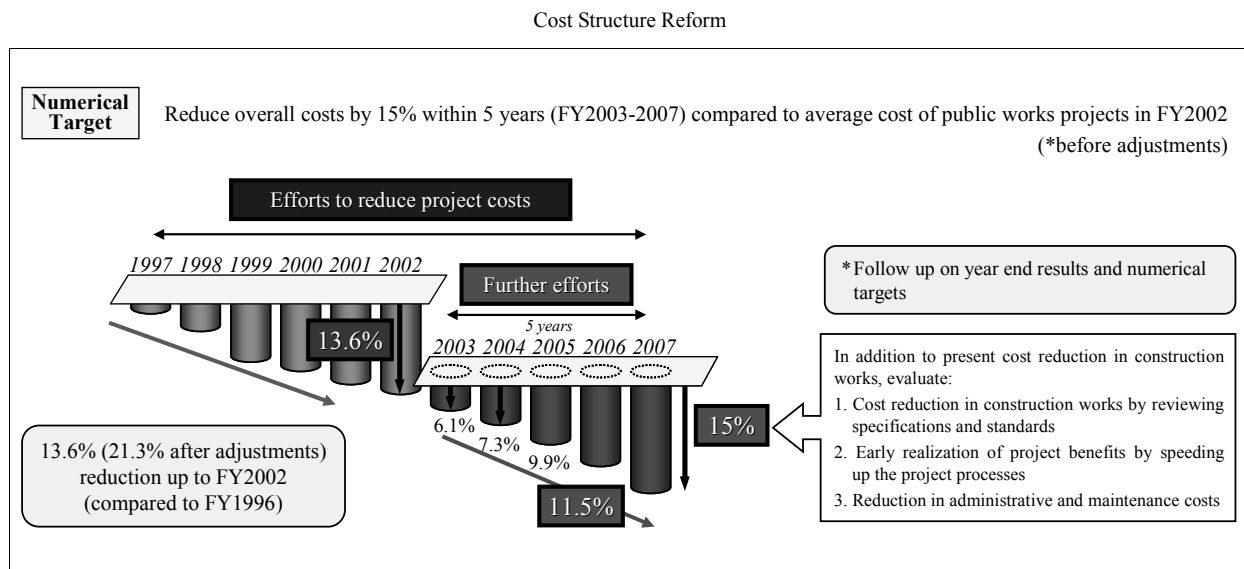 Cost Structure Reform
Numerical
Target
Reduce overall costs by 15% within 5 years (FY2003-2007) compared to average cost of public works projects in FY2002
(*before adjustments)
Efforts to reduce project costs
1997 1998 1999 2000 2001 2002
Further efforts
5 years
13.6%
2003 2004 2005 2006 2007
6.1%
7.3%
9.9%
11.5%
15%
13.6% (21.3% after adjustments)
reduction up to FY2002
(compared to FY1996)
*Follow up on year end results and numerical
targets
In addition to present cost reduction in construction
works, evaluate:
1. Cost reduction in construction works by reviewing
specifications and standards
2. Early realization of project benefits by speeding
up the project processes
3. Reduction in administrative and maintenance costs